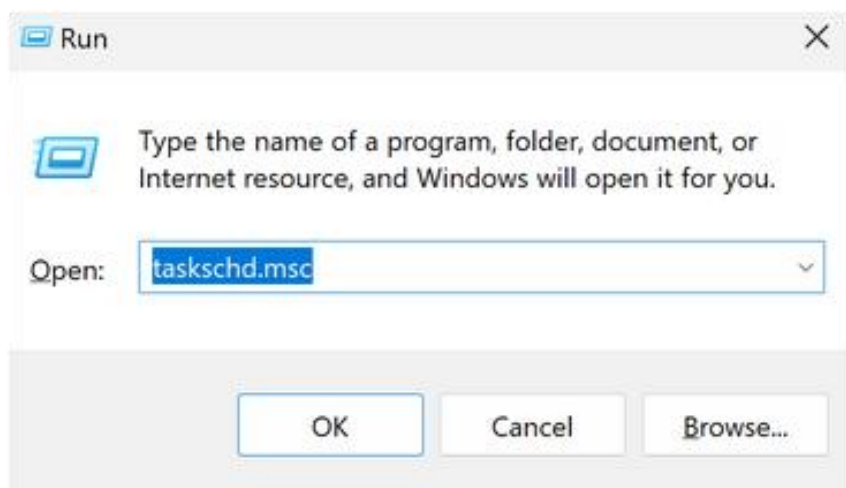 Run
Type the name of a program, folder, document, or
Internet resource, and Windows will open it for you.
Open: taskschd.msc
OK Cancel Browse...